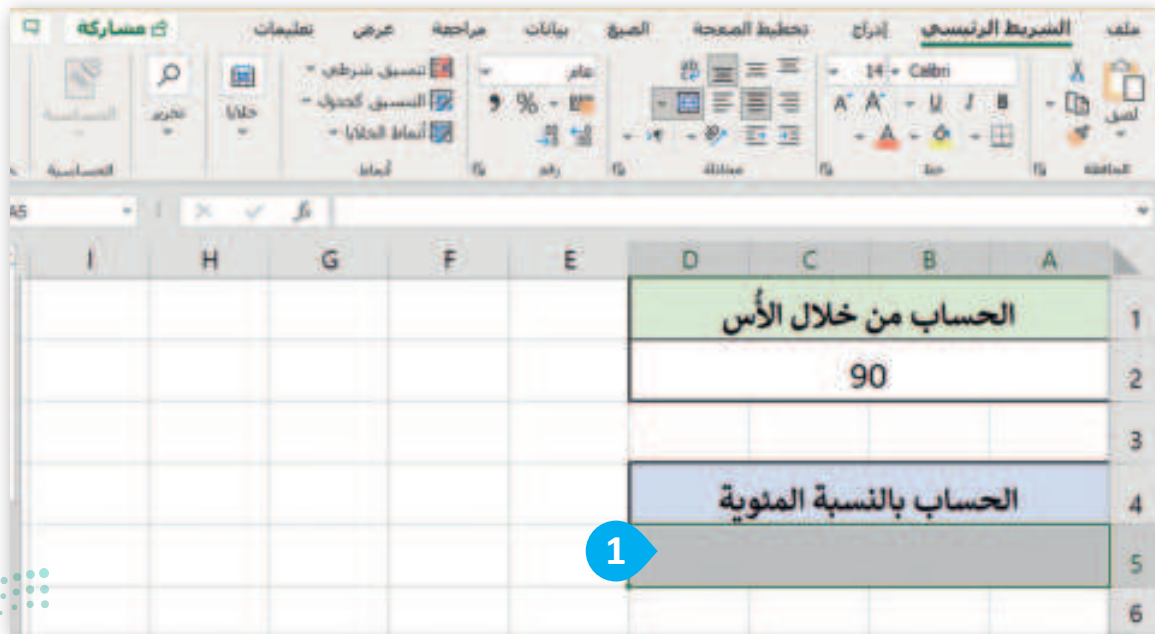 ملف الشريط الرئيسي إدراج تخطيط الصفحة الصيغ بيانات مراجعة عرض تعليمات مشاركة
لصق
الحافظة
Calibri 14
B I U
A A
A
خط
محاذاة
عام
% 9
رقم
تنسيق شرطي
التنسيق كجدول
أنماط الخلايا
أنماط
خلايا
تحرير
الحساسية
الحساسية
A5
fx
A B C D E F G H I
1 الحساب من خلال الأُس
2 90
3
4 الحساب بالنسبة المئوية
5
1
6